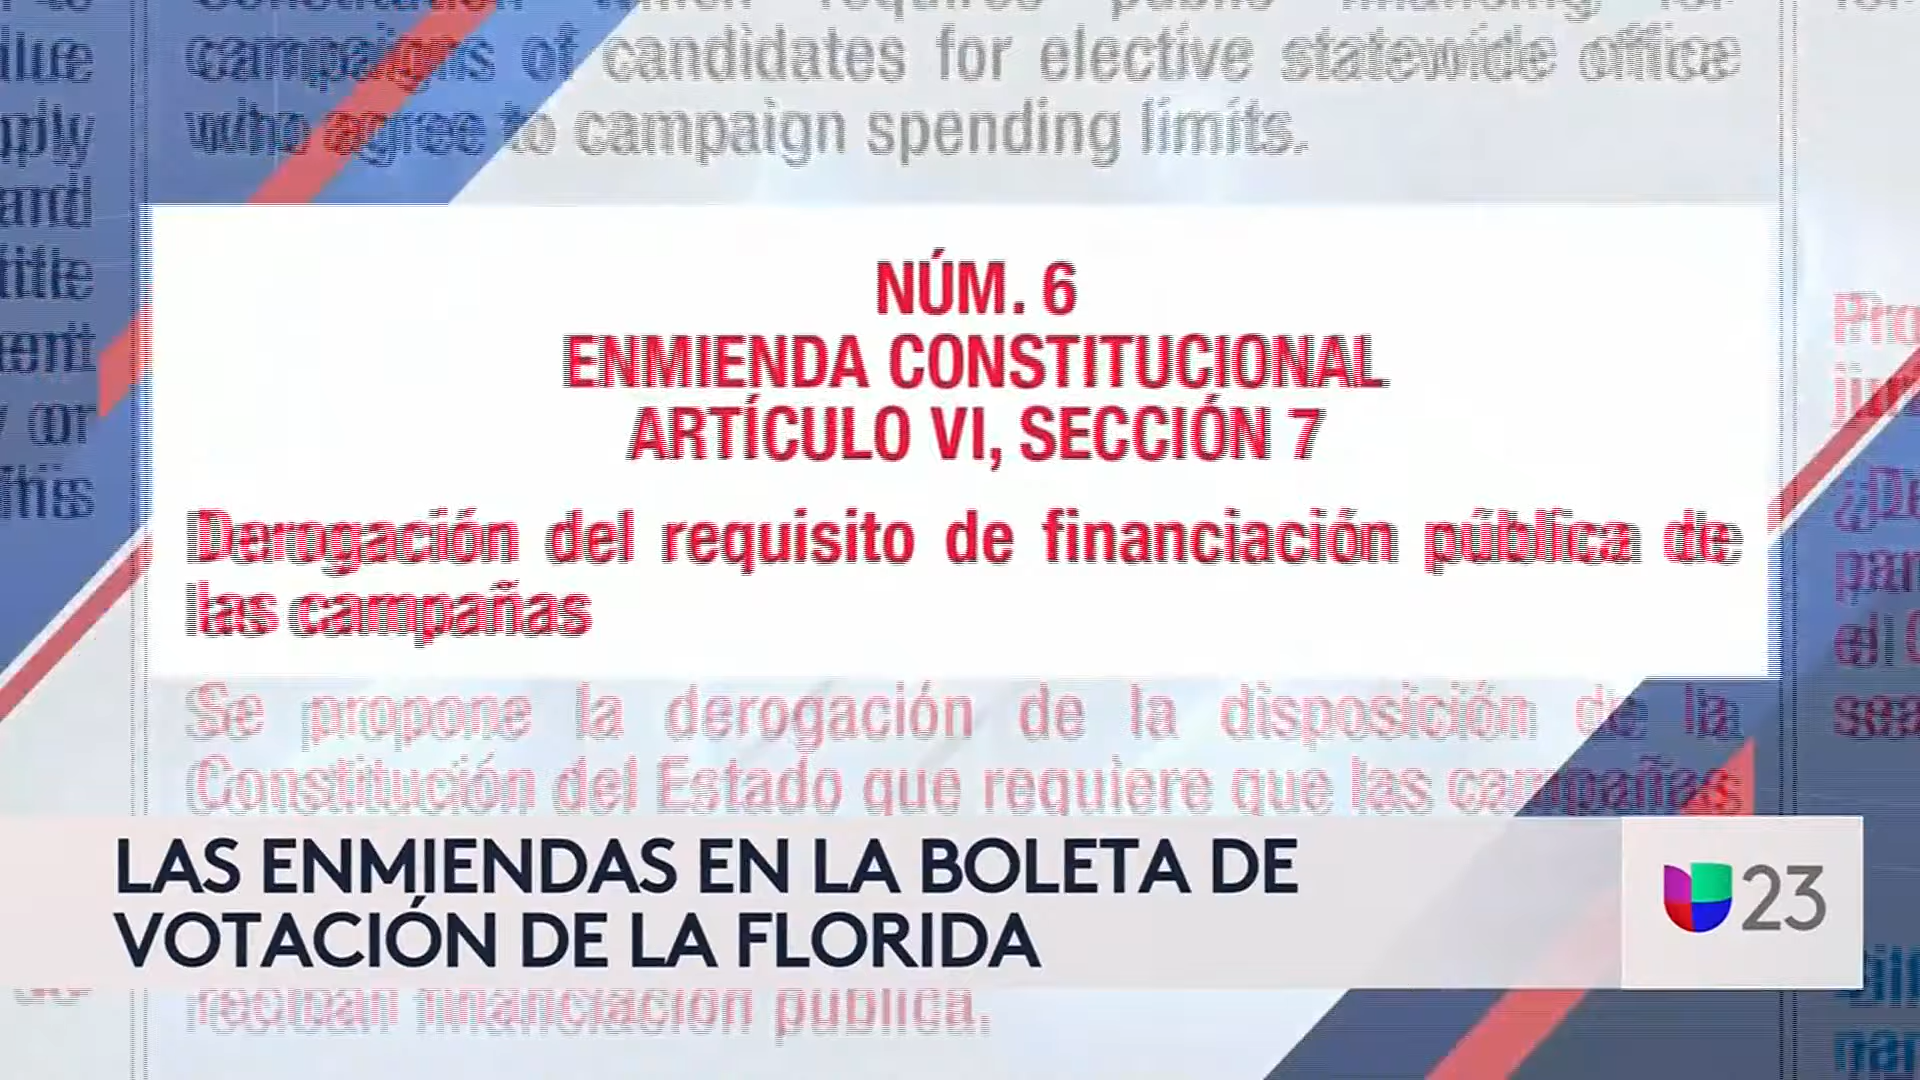 campaigns of candidates for elective statewide office
who agree to campaign spending limits.
NÚM. 6
ENMIENDA CONSTITUCIONAL
ARTÍCULO VI, SECCIÓN 7
Derogación del requisito de financiación pública de
las campañas
Se propone la derogación de la disposición de la
Constitución del Estado que requiere que las campañas
LAS ENMIENDAS EN LA BOLETA DE
VOTACIÓN DE LA FLORIDA
23
reciban financiación pública.
and
title